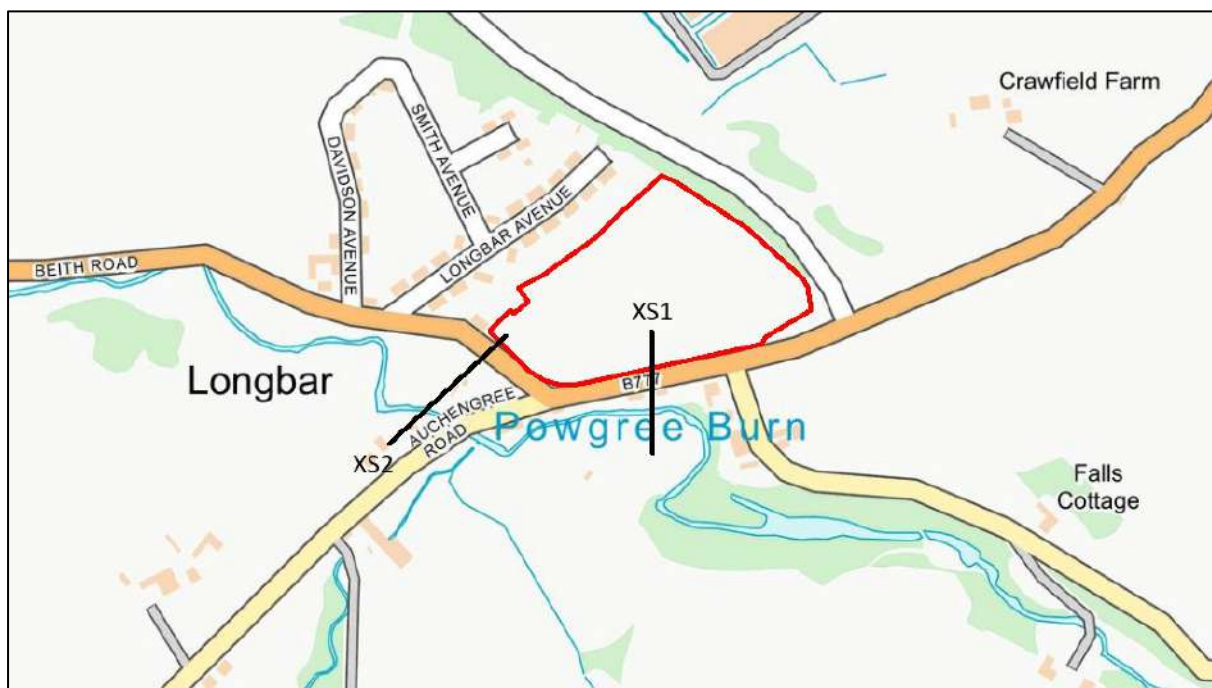 Crawfield Farm
SMITH AVENUE
DAVIDSON AVENUE
LONGBAR AVENUE
BEITH ROAD
XS1
Longbar
B777
AUCHENGREE
ROAD
Powgree Burn
XS2
Falls
Cottage